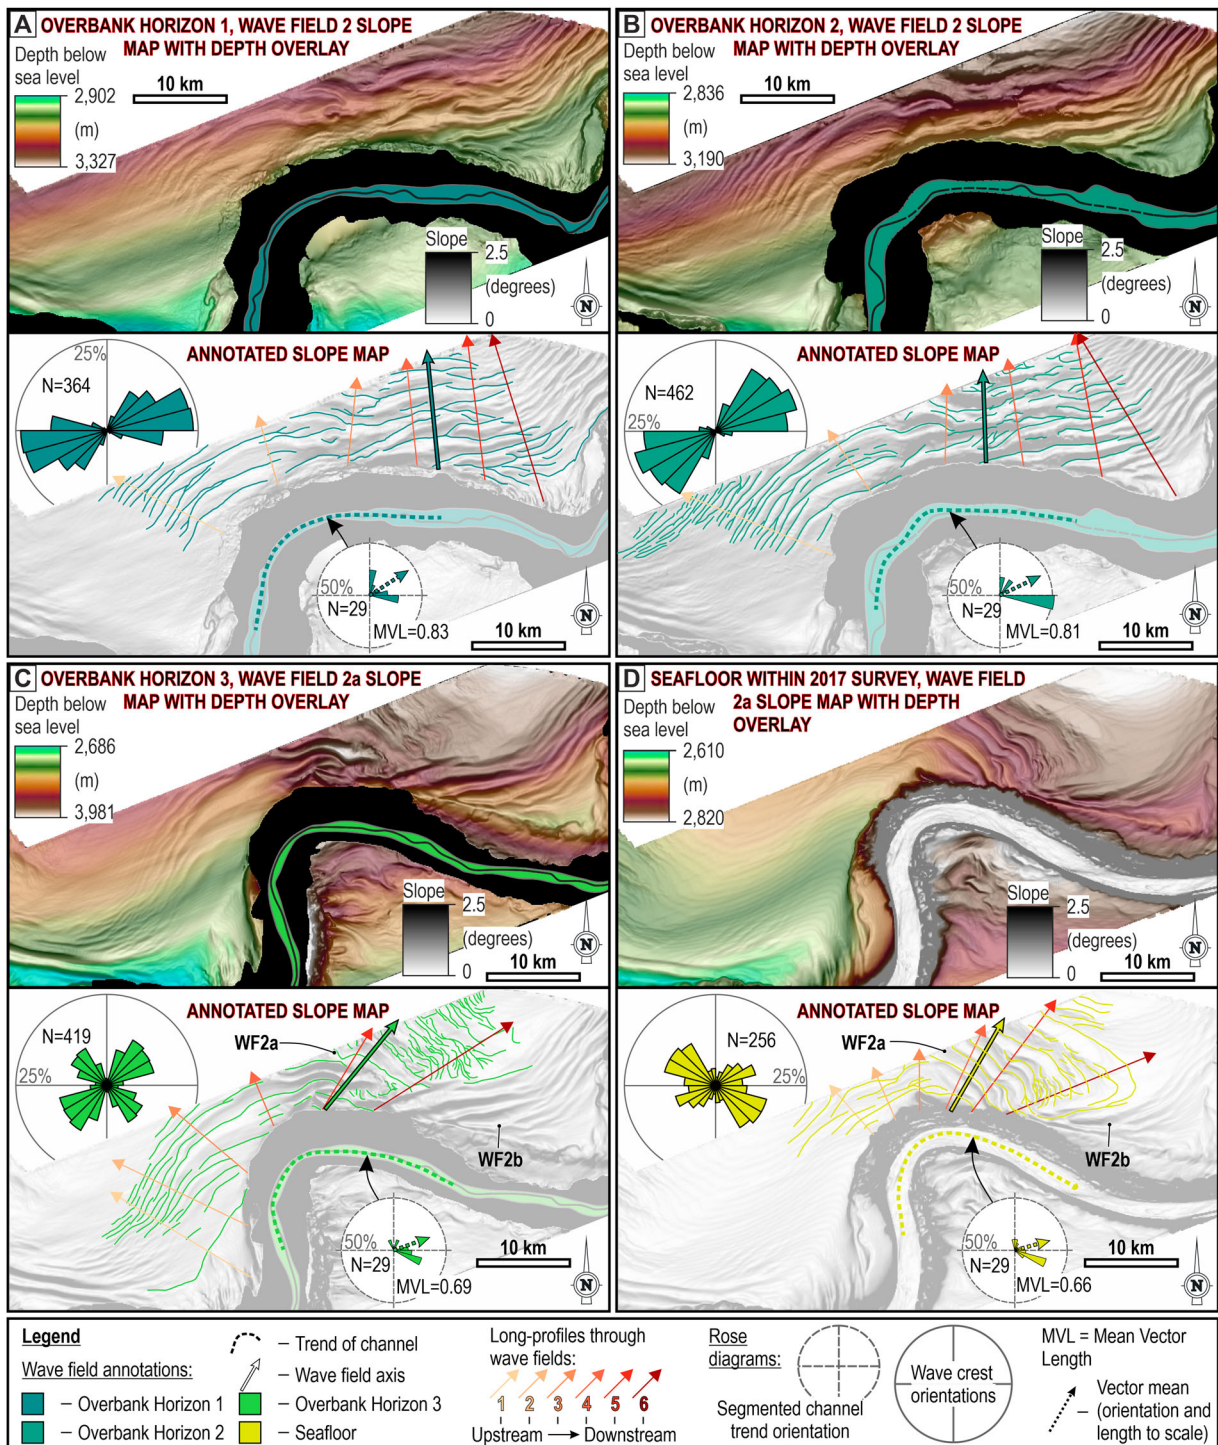 A OVERBANK HORIZON 1, WAVE FIELD 2 SLOPE
MAP WITH DEPTH OVERLAY
Depth below
sea level
2,902
(m)
3,327
10 km
Slope
2.5
(degrees)
0
N
ANNOTATED SLOPE MAP
25%
N=364
50%
N=29
MVL=0.83
10 km
N
B OVERBANK HORIZON 2, WAVE FIELD 2 SLOPE
MAP WITH DEPTH OVERLAY
Depth below
sea level
2,836
(m)
3,190
10 km
Slope
2.5
(degrees)
0
N
ANNOTATED SLOPE MAP
N=462
25%
50%
N=29
MVL=0.81
10 km
N
C OVERBANK HORIZON 3, WAVE FIELD 2a SLOPE
MAP WITH DEPTH OVERLAY
Depth below
sea level
2,686
(m)
3,981
Slope
2.5
(degrees)
0
10 km
N
ANNOTATED SLOPE MAP
N=419
25%
WF2a
WF2b
50%
N=29
MVL=0.69
10 km
N
D SEAFLOOR WITHIN 2017 SURVEY, WAVE FIELD
2a SLOPE MAP WITH DEPTH
OVERLAY
Depth below
sea level
2,610
(m)
2,820
Slope
2.5
(degrees)
0
10 km
N
ANNOTATED SLOPE MAP
N=256
25%
WF2a
WF2b
50%
N=29
MVL=0.66
10 km
N
Legend
Wave field annotations:
– Overbank Horizon 1
– Overbank Horizon 2
– Trend of channel
– Wave field axis
– Overbank Horizon 3
– Seafloor
Long-profiles through
wave fields:
1 2 3 4 5 6
Upstream → Downstream
Rose
diagrams:
Segmented channel
trend orientation
Wave crest
orientations
MVL = Mean Vector
Length
Vector mean
– (orientation and
length to scale)